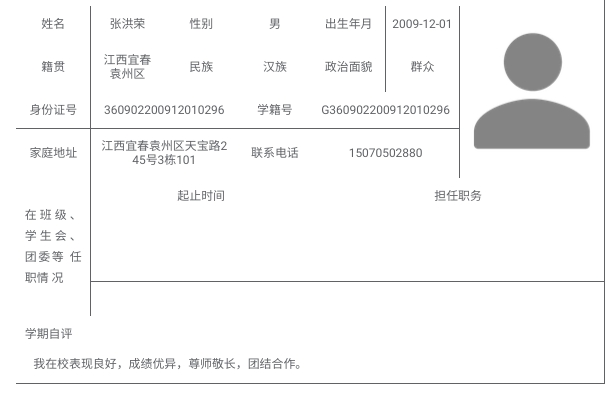 姓名 张洪荣 性别 男 出生年月 2009-12-01
籍贯 江西宜春
袁州区 民族 汉族 政治面貌 群众
身份证号 360902200912010296 学籍号 G360902200912010296
家庭地址 江西宜春袁州区天宝路2
45号3栋101 联系电话 15070502880
起止时间 担任职务
在班级、
学生会、
团委等 任
职情况
学期自评
我在校表现良好，成绩优异，尊师敬长，团结合作。